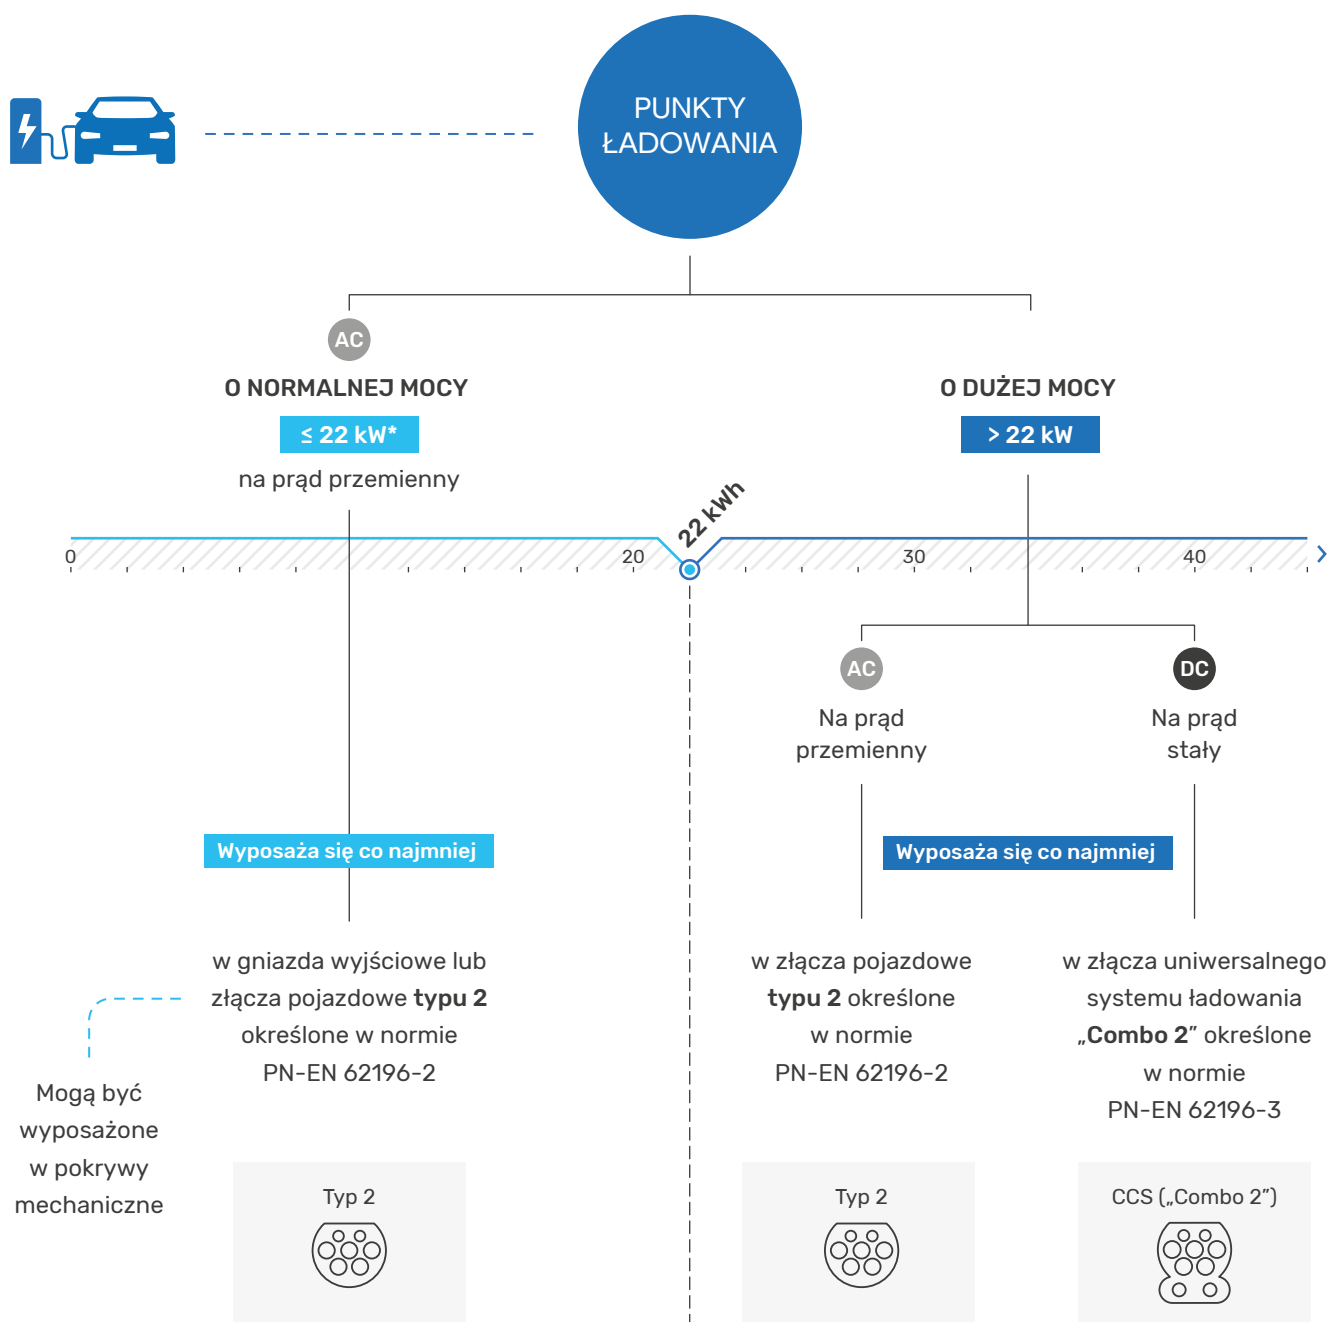 PUNKTY
ŁADOWANIA
AC
O NORMALNEJ MOCY
≤ 22 kW*
na prąd przemienny
O DUŻEJ MOCY
> 22 kW
22 kWh
0
20
30
40
AC
Na prąd
przemienny
DC
Na prąd
stały
Wyposaża się co najmniej
Wyposaża się co najmniej
w gniazda wyjściowe lub
złącza pojazdowe typu 2
określone w normie
PN-EN 62196-2
Mogą być
wyposażone
w pokrywy
mechaniczne
w złącza pojazdowe
typu 2 określone
w normie
PN-EN 62196-2
w złącza uniwersalnego
systemu ładowania
„Combo 2” określone
w normie
PN-EN 62196-3
Typ 2
Typ 2
CCS („Combo 2”)